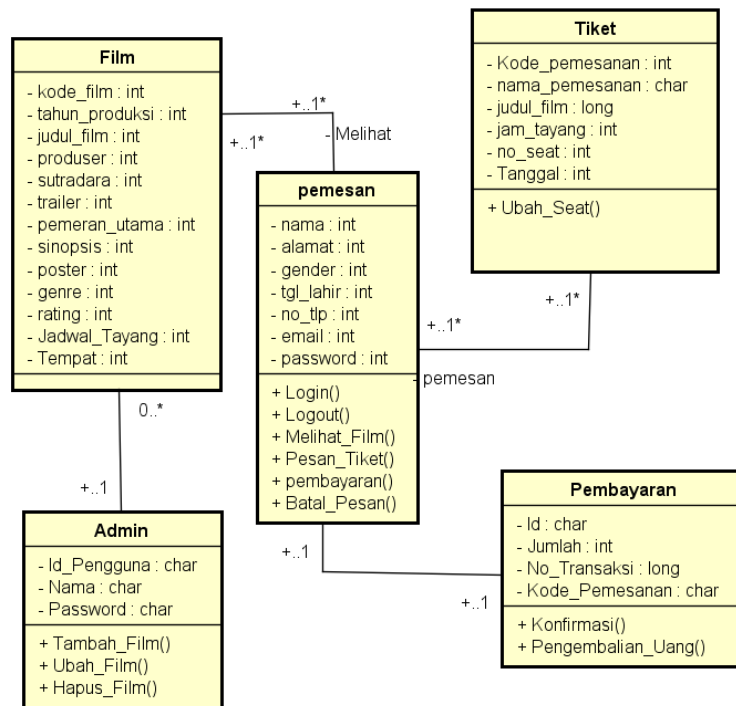 Film
- kode_film : int
- tahun_produksi : int
- judul_film : int
- produser : int
- sutradara : int
- trailer : int
- pemeran_utama : int
- sinopsis : int
- poster : int
- genre : int
- rating : int
- Jadwal_Tayang : int
- Tempat : int
+..1*
+..1*
- Melihat
Tiket
- Kode_pemesanan : int
- nama_pemesanan : char
- judul_film : long
- jam_tayang : int
- no_seat : int
- Tanggal : int
+ Ubah_Seat()
pemesan
- nama : int
- alamat : int
- gender : int
- tgl_lahir : int
- no_tlp : int
- email : int
- password : int
+ Login()
+ Logout()
+ Melihat_Film()
+ Pesan_Tiket()
+ pembayaran()
+ Batal_Pesan()
+..1*
+..1*
- pemesan
0..*
+..1
Admin
- Id_Pengguna : char
- Nama : char
- Password : char
+ Tambah_Film()
+ Ubah_Film()
+ Hapus_Film()
+..1
+..1
Pembayaran
- Id : char
- Jumlah : int
- No_Transaksi : long
- Kode_Pemesanan : char
+ Konfirmasi()
+ Pengembalian_Uang()